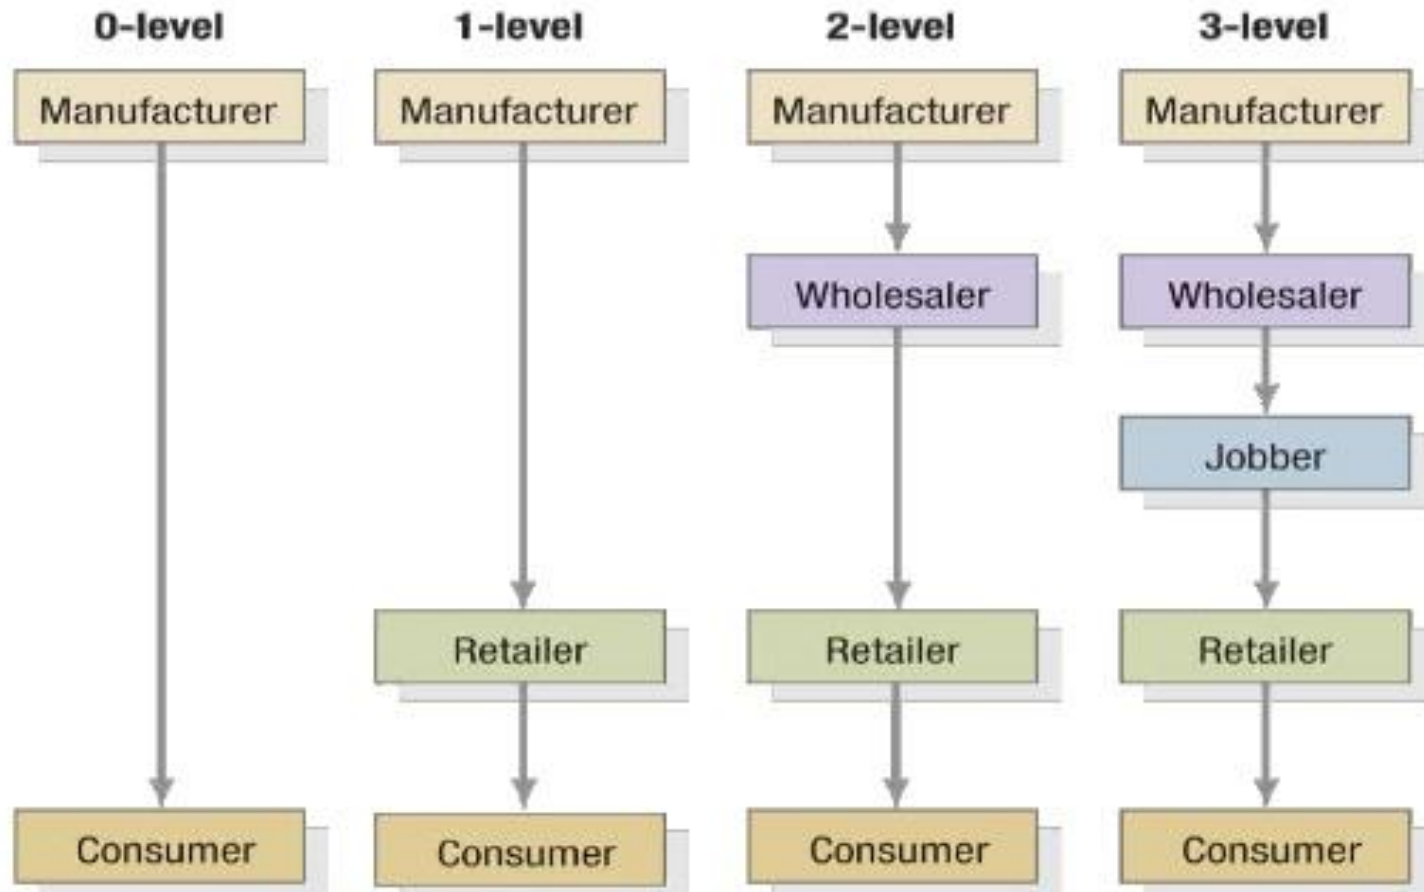 0-level 1-level 2-level 3-level
Manufacturer Manufacturer Manufacturer Manufacturer
Wholesaler Wholesaler
Jobber
Retailer Retailer Retailer
Consumer Consumer Consumer Consumer